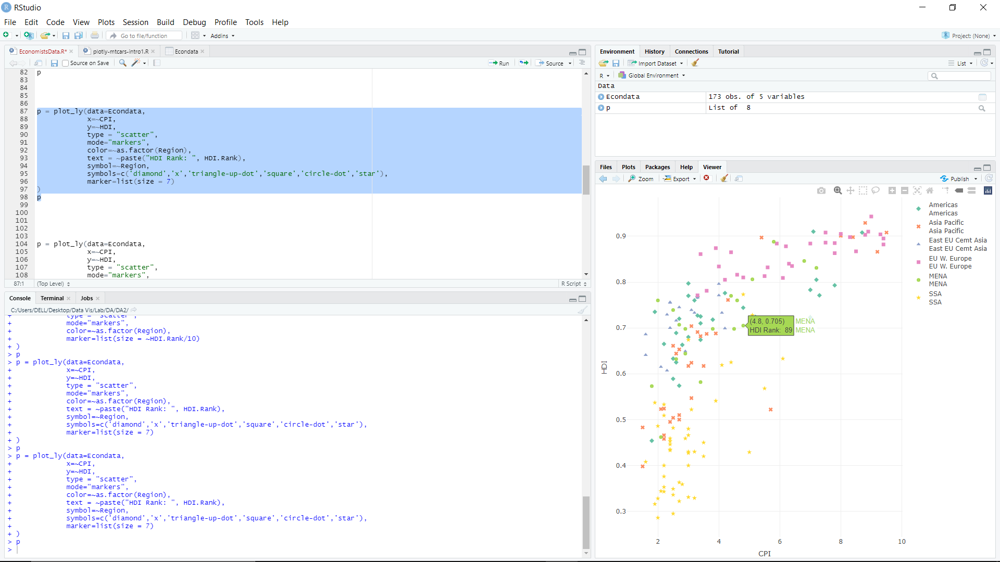 RStudio
File Edit Code View Plots Session Build Debug Profile Tools Help
Go to file/function Addins Project: (None)
EconomistsData.R* plotly-mtcars-intro1.R Econdata
Source on Save Run Source
82 p
83
84
85
86
87 p = plot_ly(data=Econdata,
88 x=~CPI,
89 y=~HDI,
90 type = "scatter",
91 mode="markers",
92 color=~as.factor(Region),
93 text = ~paste("HDI Rank: ", HDI.Rank),
94 symbol=~Region,
95 symbols=c('diamond','x','triangle-up-dot','square','circle-dot','star'),
96 marker=list(size = 7)
97 )
98 p
99
100
101
102
103
104 p = plot_ly(data=Econdata,
105 x=~CPI,
106 y=~HDI,
107 type = "scatter",
108 mode="markers",
87:1 (Top Level) R Script
Console Terminal Jobs
C:/Users/DELL/Desktop/Data Vis/Lab/DA/DA2/
+ type = "scatter",
+ mode="markers",
+ color=~as.factor(Region),
+ marker=list(size = ~HDI.Rank/10)
+ )
> p
> p = plot_ly(data=Econdata,
+ x=~CPI,
+ y=~HDI,
+ type = "scatter",
+ mode="markers",
+ color=~as.factor(Region),
+ text = ~paste("HDI Rank: ", HDI.Rank),
+ symbol=~Region,
+ symbols=c('diamond','x','triangle-up-dot','square','circle-dot','star'),
+ marker=list(size = 7)
+ )
> p
> p = plot_ly(data=Econdata,
+ x=~CPI,
+ y=~HDI,
+ type = "scatter",
+ mode="markers",
+ color=~as.factor(Region),
+ text = ~paste("HDI Rank: ", HDI.Rank),
+ symbol=~Region,
+ symbols=c('diamond','x','triangle-up-dot','square','circle-dot','star'),
+ marker=list(size = 7)
+ )
> p
>
Environment History Connections Tutorial
Import Dataset List
R Global Environment
Data
Econdata 173 obs. of 5 variables
p List of 8
Files Plots Packages Help Viewer
Zoom Export Publish
Americas
Americas
Asia Pacific
Asia Pacific
East EU Cemt Asia
East EU Cemt Asia
EU W. Europe
EU W. Europe
MENA
MENA
SSA
SSA
0.9
0.8
0.7
0.6
0.5
0.4
0.3
HDI
(4.8, 0.705) MENA
HDI Rank: 89 MENA
2 4 6 8 10
CPI